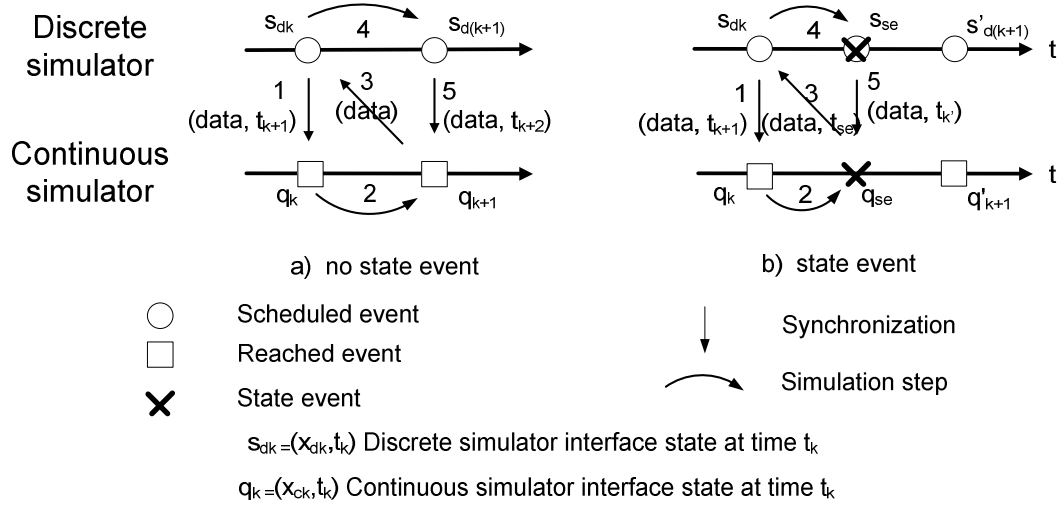 Discrete simulator
s_dk
4
s_d(k+1)
t
1
3
5
(data, t_k+1)
(data)
(data, t_k+2)
Continuous simulator
q_k
2
q_k+1
a) no state event
s_dk
4
s_se
s'_d(k+1)
t
1
3
5
(data, t_k+1)
(data, t_se)
(data, t_k')
q_k
2
q_se
q'_k+1
t
b) state event
Scheduled event
Reached event
State event
Synchronization
Simulation step
s_dk=(x_dk,t_k) Discrete simulator interface state at time t_k
q_k=(x_ck,t_k) Continuous simulator interface state at time t_k